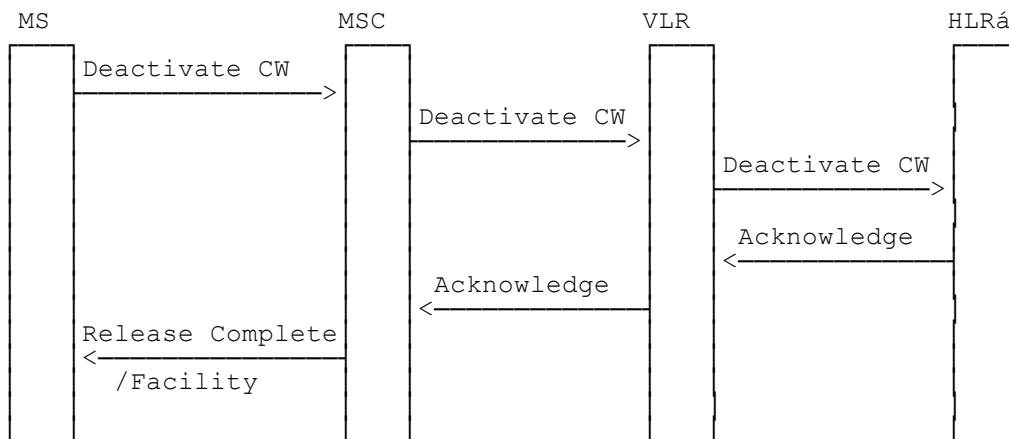 MS MSC VLR HLRá
Deactivate CW
Deactivate CW
Deactivate CW
Acknowledge
Acknowledge
Release Complete
/Facility